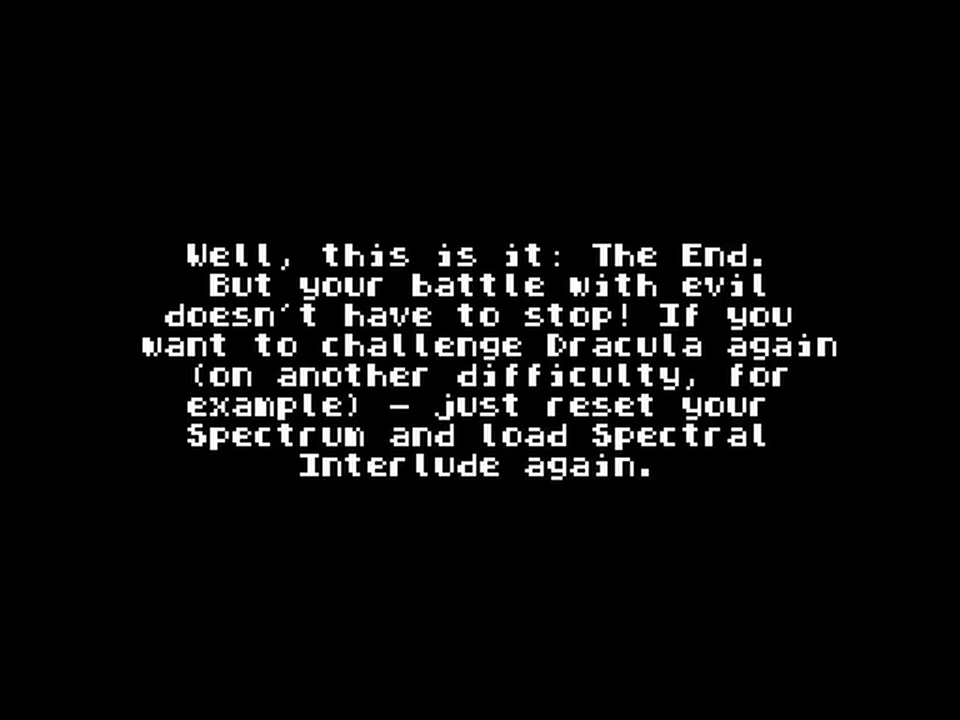 Well, this is it: The End.
But your battle with evil
doesn't have to stop! If you
want to challenge Dracula again
(on another difficulty, for
example) - just reset your
Spectrum and load Spectral
Interlude again.